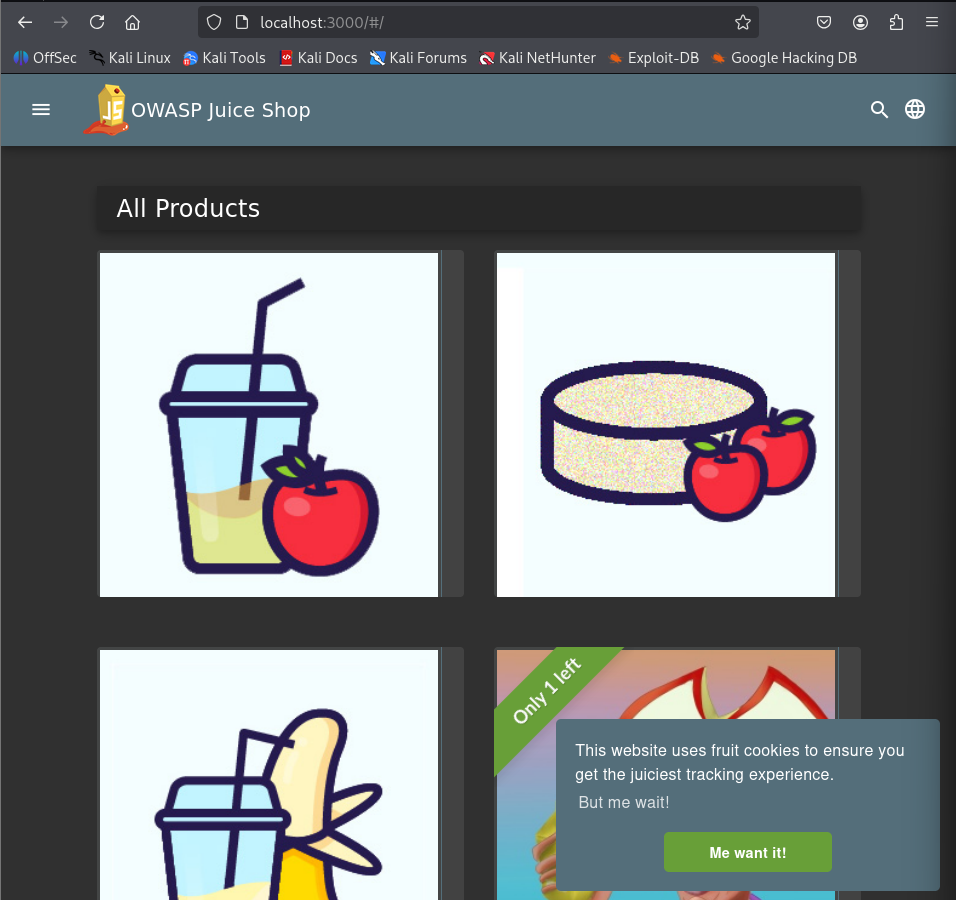 localhost:3000/#/
OffSec Kali Linux Kali Tools Kali Docs Kali Forums Kali NetHunter Exploit-DB Google Hacking DB
JS OWASP Juice Shop
All Products
Only 1 left
This website uses fruit cookies to ensure you
get the juiciest tracking experience.
But me wait!
Me want it!